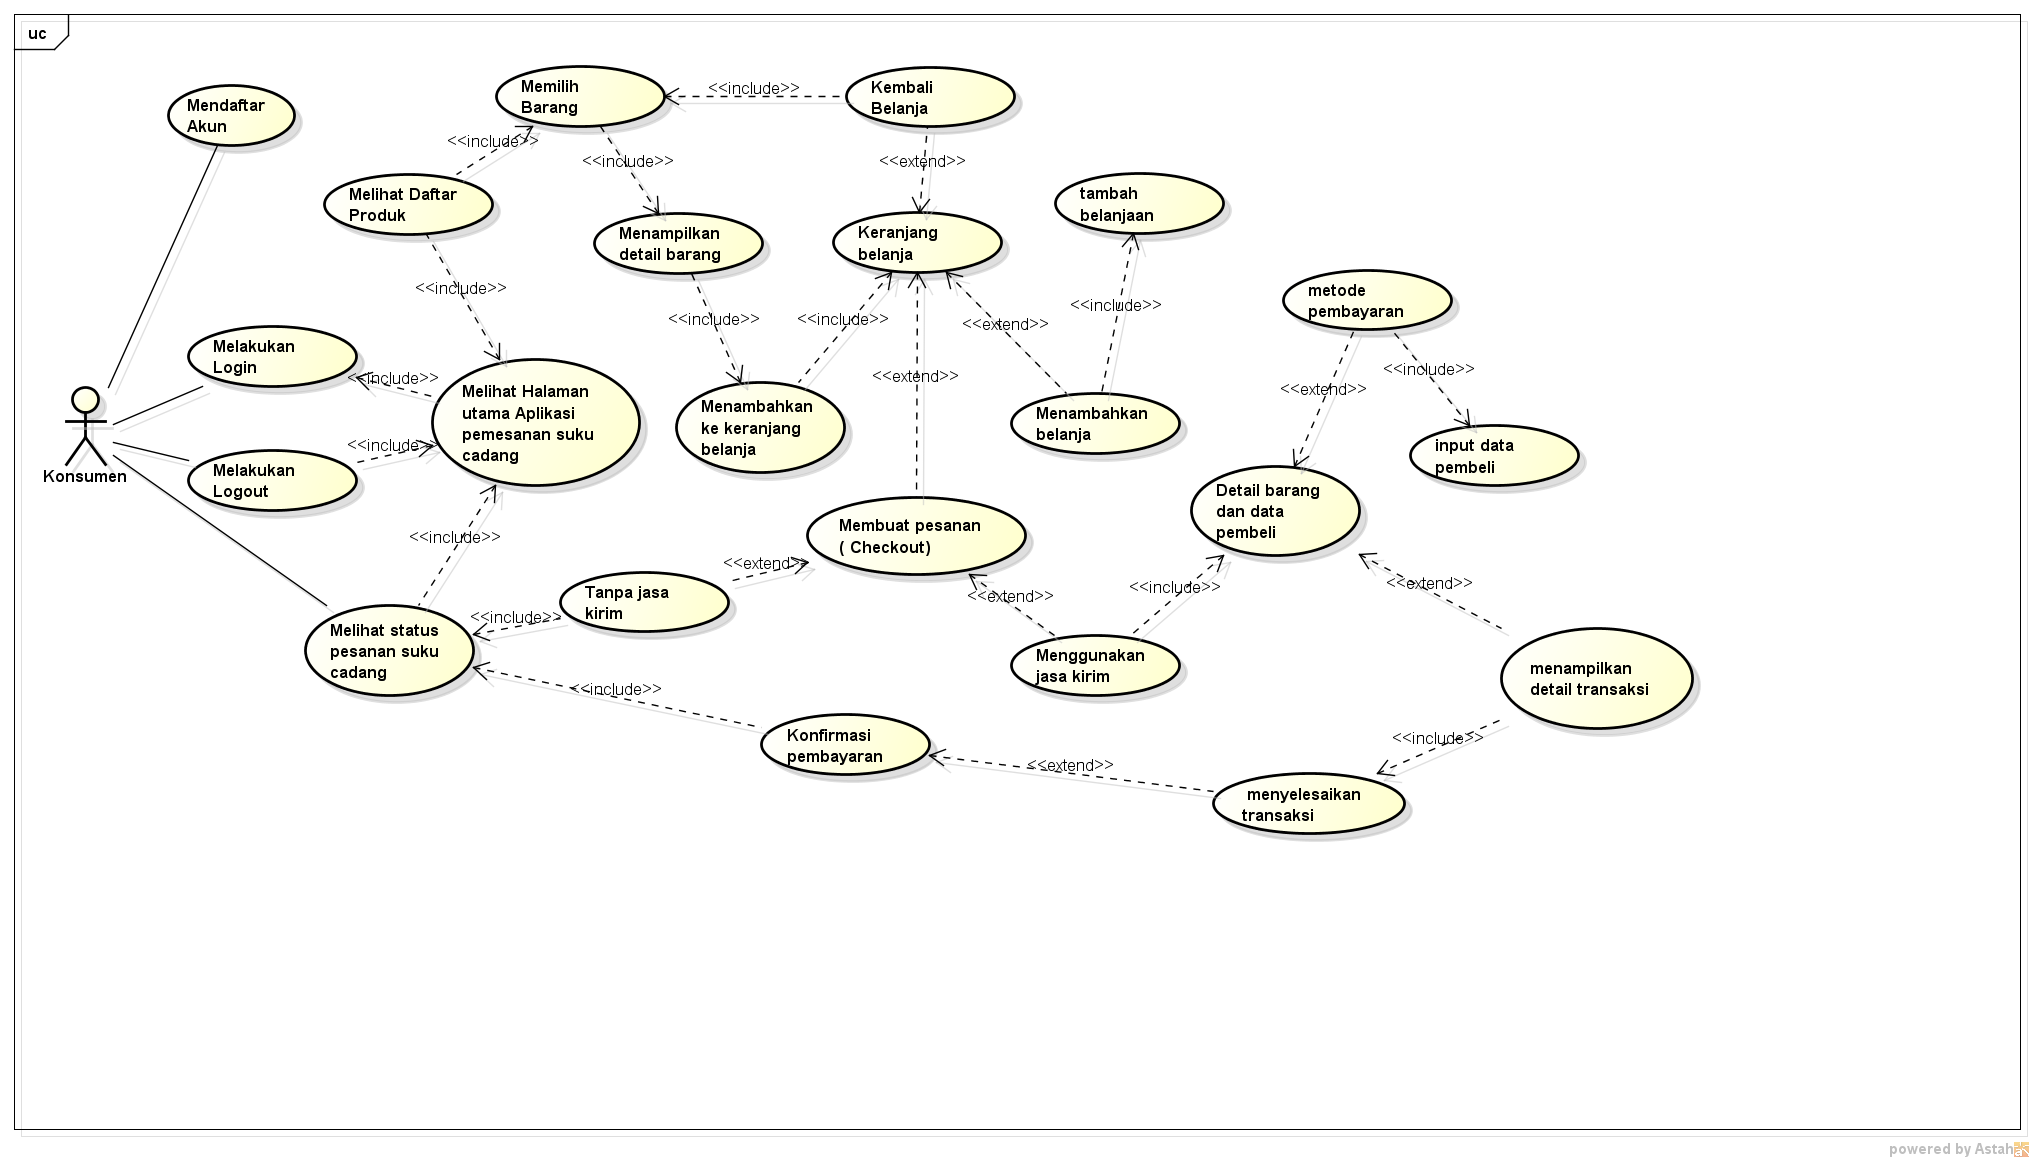 uc
Mendaftar
Akun
Memilih
Barang
<<include>>
Kembali
Belanja
<<include>>
<<include>>
<<extend>>
Melihat Daftar
Produk
Menampilkan
detail barang
Keranjang
belanja
tambah
belanjaan
<<include>>
<<include>>
<<include>>
<<extend>>
<<include>>
metode
pembayaran
Melakukan
Login
<<include>>
Melihat Halaman
utama Aplikasi
pemesanan suku
cadang
Menambahkan
ke keranjang
belanja
<<extend>>
Menambahkan
belanja
<<extend>>
<<include>>
input data
pembeli
Konsumen
Melakukan
Logout
<<include>>
<<include>>
Membuat pesanan
( Checkout)
Detail barang
dan data
pembeli
<<extend>>
<<extend>>
<<include>>
<<extend>>
Tanpa jasa
kirim
<<include>>
Melihat status
pesanan suku
cadang
Menggunakan
jasa kirim
menampilkan
detail transaksi
<<include>>
Konfirmasi
pembayaran
<<extend>>
<<include>>
menyelesaikan
transaksi
powered by Astah